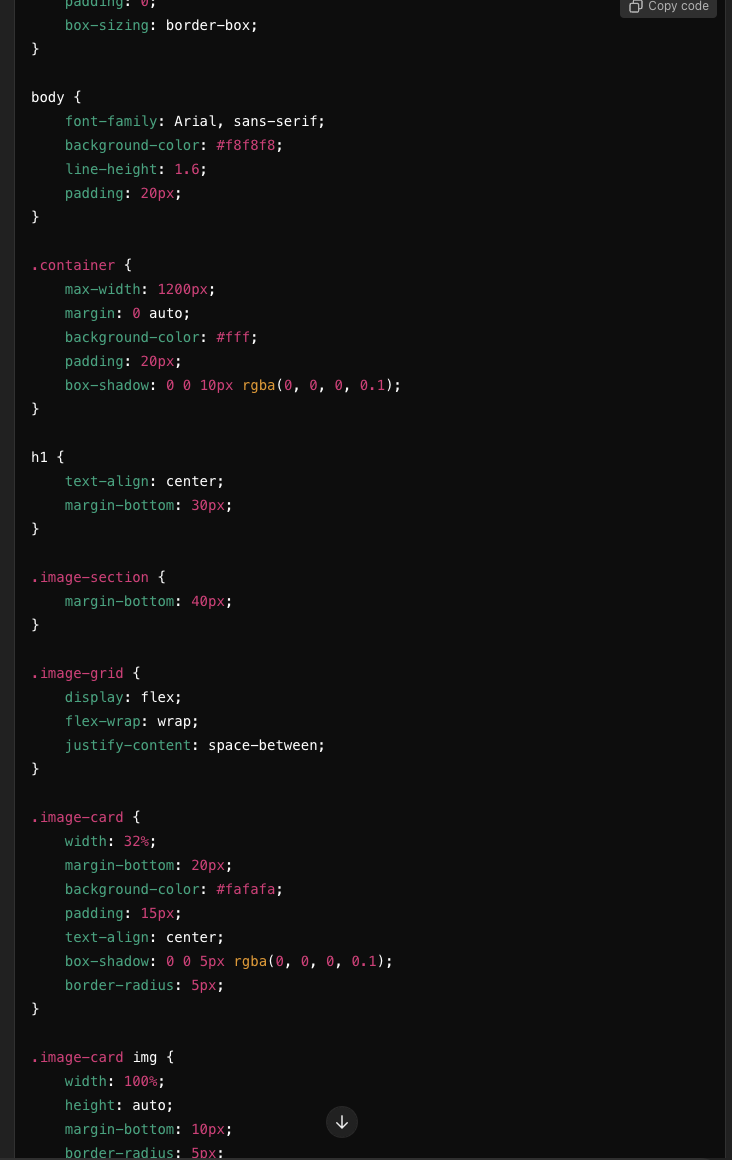 padding: 0;
Copy code
    box-sizing: border-box;
}

body {
    font-family: Arial, sans-serif;
    background-color: #f8f8f8;
    line-height: 1.6;
    padding: 20px;
}

.container {
    max-width: 1200px;
    margin: 0 auto;
    background-color: #fff;
    padding: 20px;
    box-shadow: 0 0 10px rgba(0, 0, 0, 0.1);
}

h1 {
    text-align: center;
    margin-bottom: 30px;
}

.image-section {
    margin-bottom: 40px;
}

.image-grid {
    display: flex;
    flex-wrap: wrap;
    justify-content: space-between;
}

.image-card {
    width: 32%;
    margin-bottom: 20px;
    background-color: #fafafa;
    padding: 15px;
    text-align: center;
    box-shadow: 0 0 5px rgba(0, 0, 0, 0.1);
    border-radius: 5px;
}

.image-card img {
    width: 100%;
    height: auto;
    margin-bottom: 10px;
    border-radius: 5px;